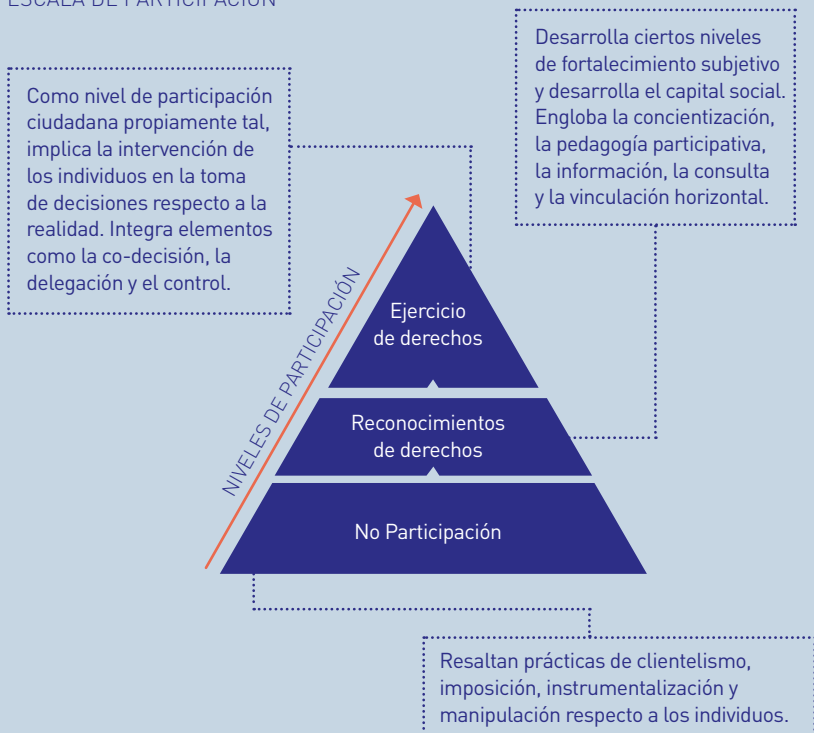 ESCALA DE PARTICIPACIÓN
Como nivel de participación
ciudadana propiamente tal,
implica la intervención de
los individuos en la toma
de decisiones respecto a la
realidad. Integra elementos
como la co-decisión, la
delegación y el control.
Desarrolla ciertos niveles
de fortalecimiento subjetivo
y desarrolla el capital social.
Engloba la concientización,
la pedagogía participativa,
la información, la consulta
y la vinculación horizontal.
NIVELES DE PARTICIPACIÓN
Ejercicio
de derechos
Reconocimientos
de derechos
No Participación
Resaltan prácticas de clientelismo,
imposición, instrumentalización y
manipulación respecto a los individuos.